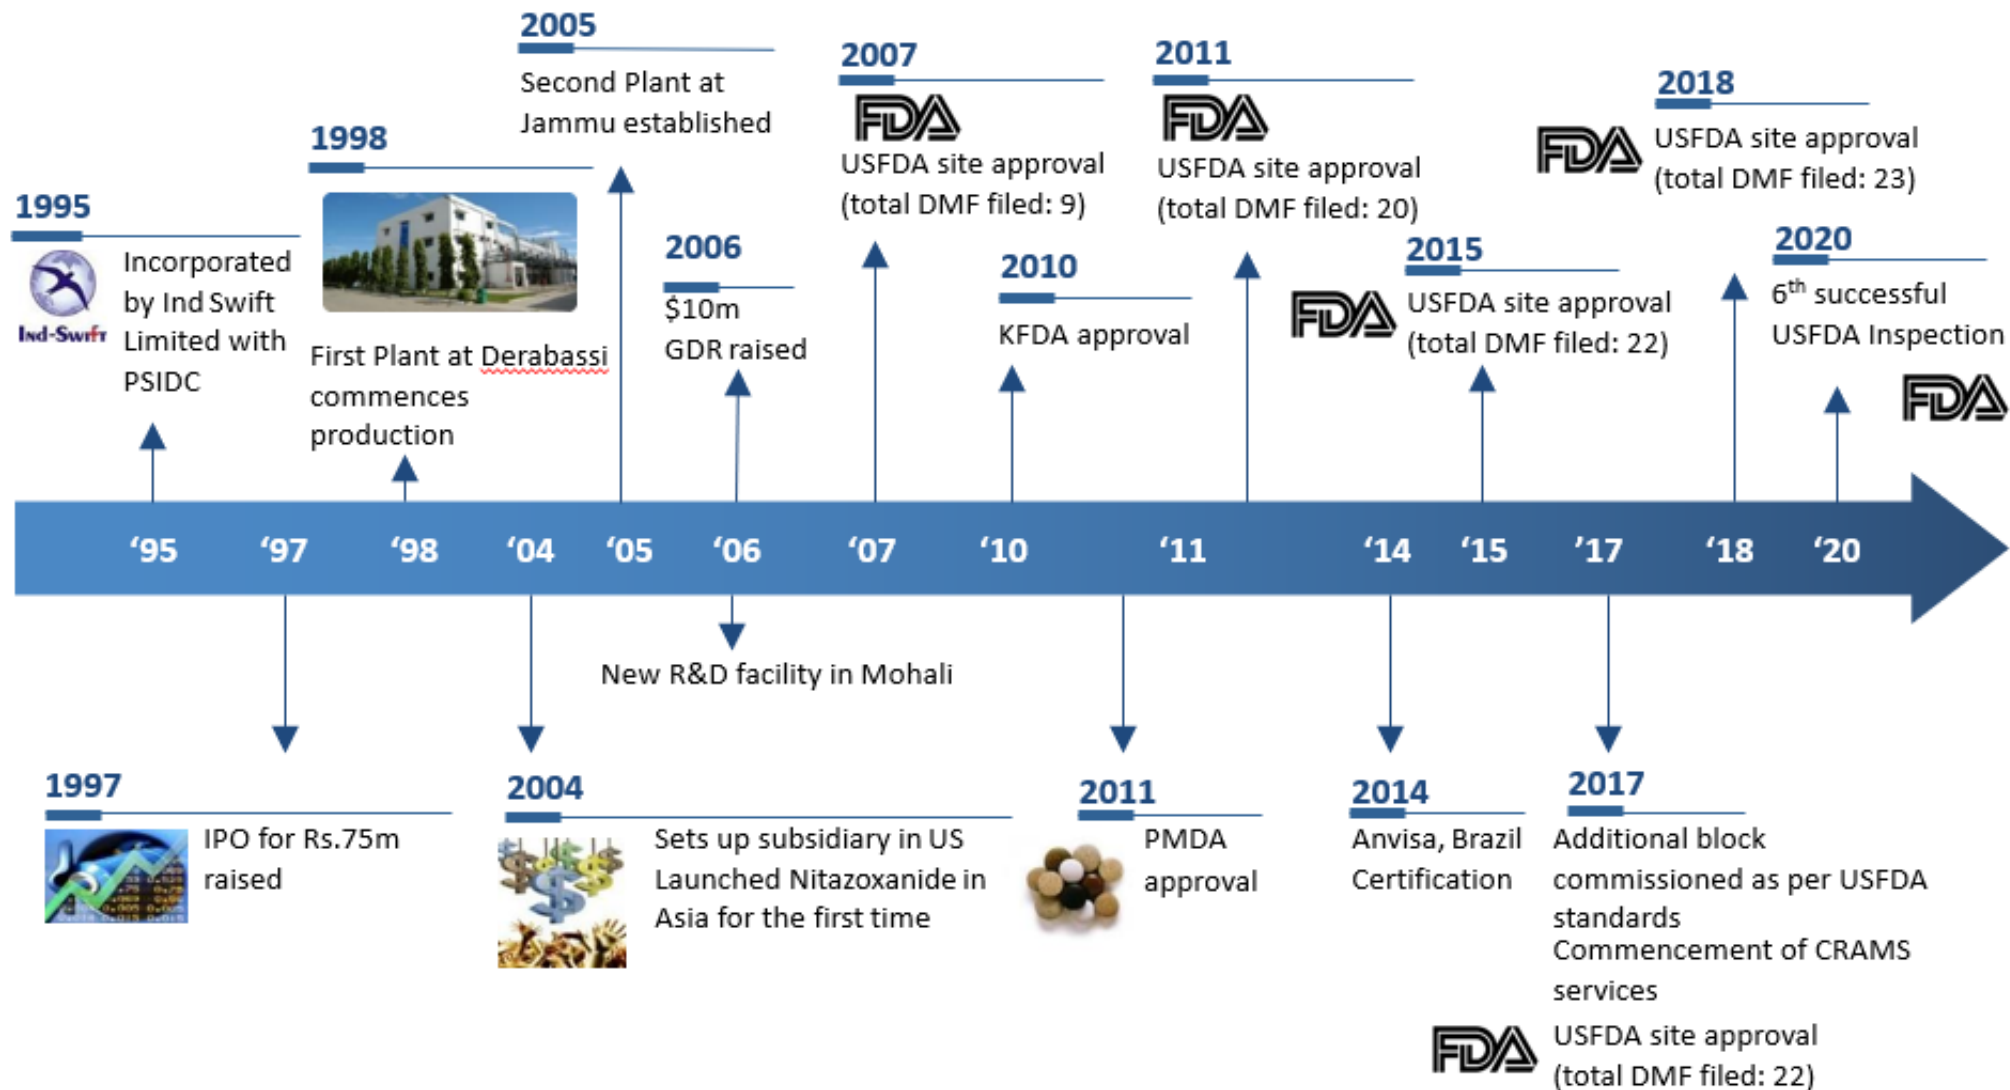 2005
Second Plant at
Jammu established
2007
FDA
USFDA site approval
(total DMF filed: 9)
2011
FDA
USFDA site approval
(total DMF filed: 20)
2018
FDA
USFDA site approval
(total DMF filed: 23)
1998
First Plant at Derabassi
commences
production
1995
Ind-Swift
Incorporated
by Ind Swift
Limited with
PSIDC
2006
$10m
GDR raised
2010
KFDA approval
2015
FDA
USFDA site approval
(total DMF filed: 22)
2020
6th successful
USFDA Inspection
FDA
‘95 ‘97 ‘98 ‘04 ‘05 ‘06 ‘07 ‘10 ‘11 ‘14 ‘15 ’17 ‘18 ‘20
New R&D facility in Mohali
1997
IPO for Rs.75m
raised
2004
Sets up subsidiary in US
Launched Nitazoxanide in
Asia for the first time
2011
PMDA
approval
2014
Anvisa, Brazil
Certification
2017
Additional block
commissioned as per USFDA
standards
Commencement of CRAMS
services
FDA
USFDA site approval
(total DMF filed: 22)